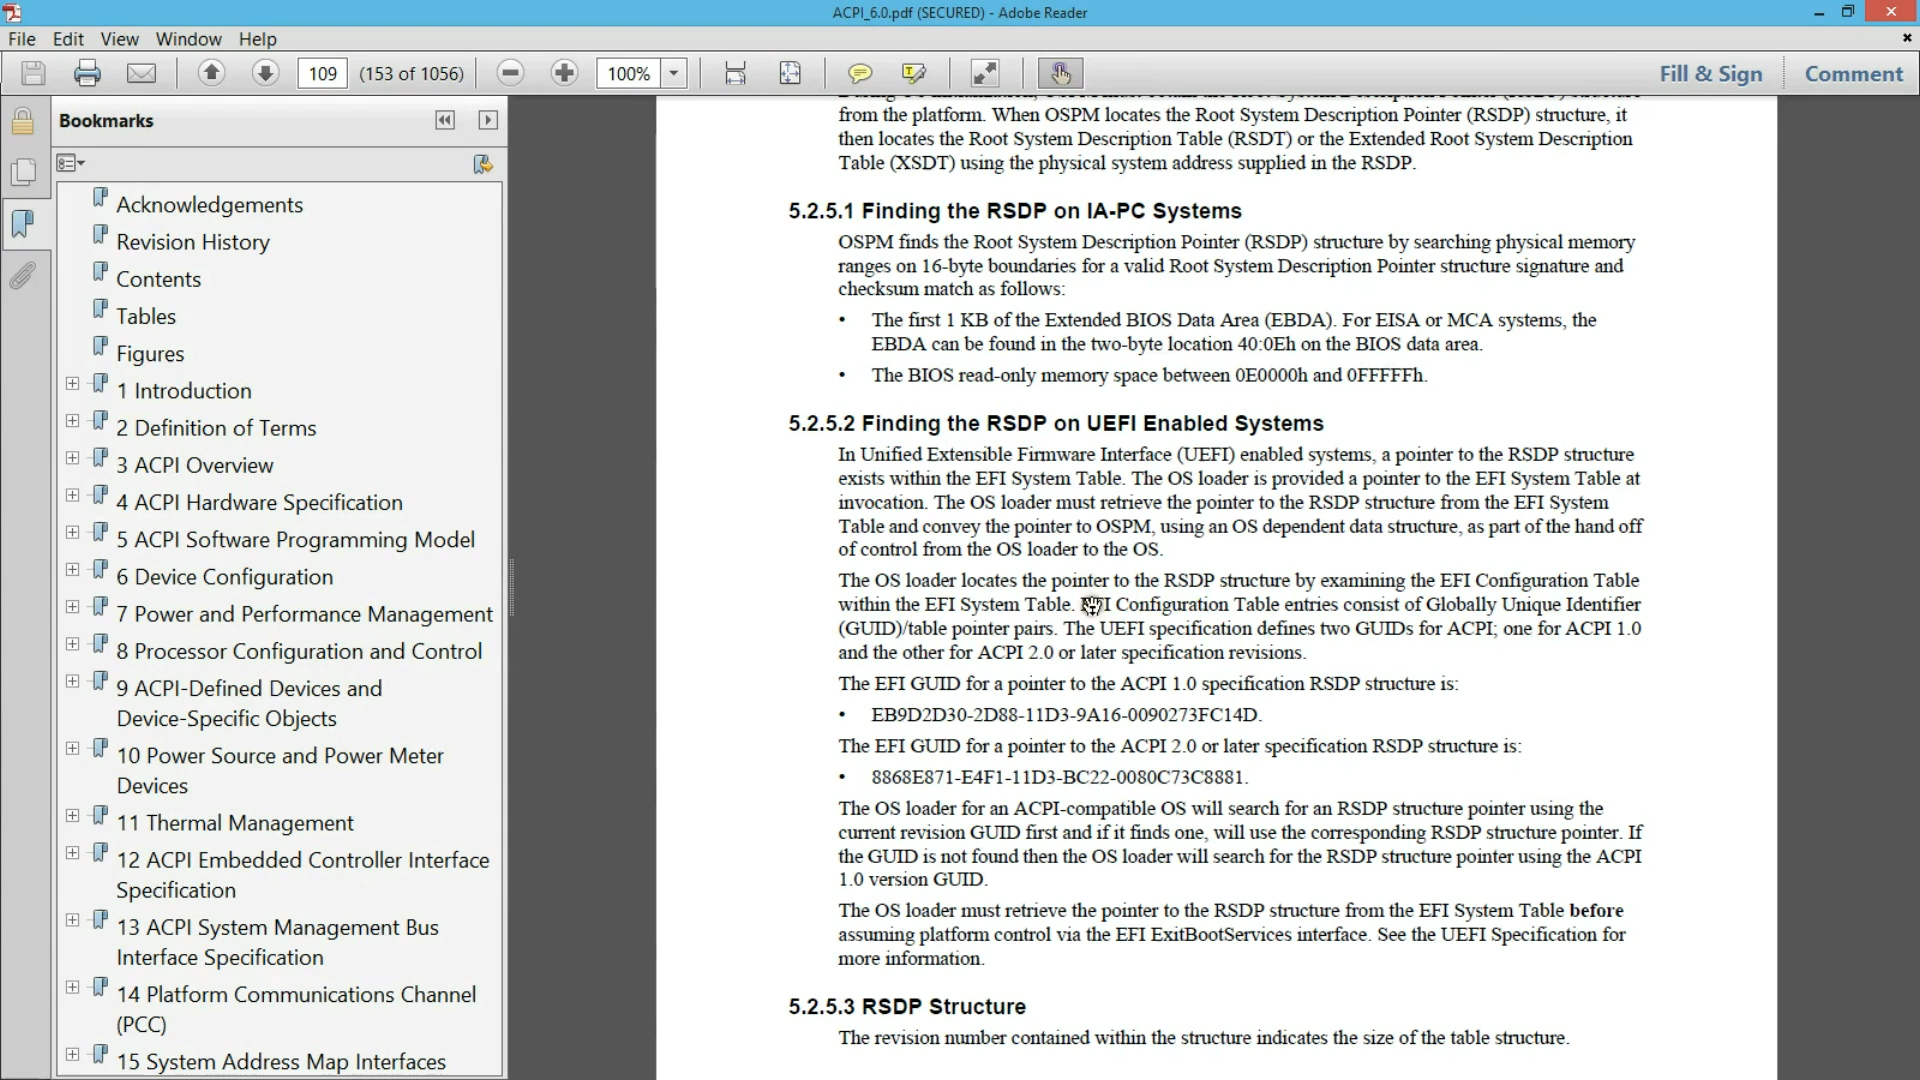 ACPI_6.0.pdf (SECURED) - Adobe Reader
File Edit View Window Help
109 (153 of 1056) 100% Fill & Sign Comment
Bookmarks
Acknowledgements
Revision History
Contents
Tables
Figures
1 Introduction
2 Definition of Terms
3 ACPI Overview
4 ACPI Hardware Specification
5 ACPI Software Programming Model
6 Device Configuration
7 Power and Performance Management
8 Processor Configuration and Control
9 ACPI-Defined Devices and
Device-Specific Objects
10 Power Source and Power Meter
Devices
11 Thermal Management
12 ACPI Embedded Controller Interface
Specification
13 ACPI System Management Bus
Interface Specification
14 Platform Communications Channel
(PCC)
15 System Address Map Interfaces
from the platform. When OSPM locates the Root System Description Pointer (RSDP) structure, it
then locates the Root System Description Table (RSDT) or the Extended Root System Description
Table (XSDT) using the physical system address supplied in the RSDP.
5.2.5.1 Finding the RSDP on IA-PC Systems
OSPM finds the Root System Description Pointer (RSDP) structure by searching physical memory
ranges on 16-byte boundaries for a valid Root System Description Pointer structure signature and
checksum match as follows:
• The first 1 KB of the Extended BIOS Data Area (EBDA). For EISA or MCA systems, the
EBDA can be found in the two-byte location 40:0Eh on the BIOS data area.
• The BIOS read-only memory space between 0E0000h and 0FFFFFh.
5.2.5.2 Finding the RSDP on UEFI Enabled Systems
In Unified Extensible Firmware Interface (UEFI) enabled systems, a pointer to the RSDP structure
exists within the EFI System Table. The OS loader is provided a pointer to the EFI System Table at
invocation. The OS loader must retrieve the pointer to the RSDP structure from the EFI System
Table and convey the pointer to OSPM, using an OS dependent data structure, as part of the hand off
of control from the OS loader to the OS.
The OS loader locates the pointer to the RSDP structure by examining the EFI Configuration Table
within the EFI System Table. Configuration Table entries consist of Globally Unique Identifier
(GUID)/table pointer pairs. The UEFI specification defines two GUIDs for ACPI; one for ACPI 1.0
and the other for ACPI 2.0 or later specification revisions.
The EFI GUID for a pointer to the ACPI 1.0 specification RSDP structure is:
• EB9D2D30-2D88-11D3-9A16-0090273FC14D.
The EFI GUID for a pointer to the ACPI 2.0 or later specification RSDP structure is:
• 8868E871-E4F1-11D3-BC22-0080C73C8881.
The OS loader for an ACPI-compatible OS will search for an RSDP structure pointer using the
current revision GUID first and if it finds one, will use the corresponding RSDP structure pointer. If
the GUID is not found then the OS loader will search for the RSDP structure pointer using the ACPI
1.0 version GUID.
The OS loader must retrieve the pointer to the RSDP structure from the EFI System Table before
assuming platform control via the EFI ExitBootServices interface. See the UEFI Specification for
more information.
5.2.5.3 RSDP Structure
The revision number contained within the structure indicates the size of the table structure.